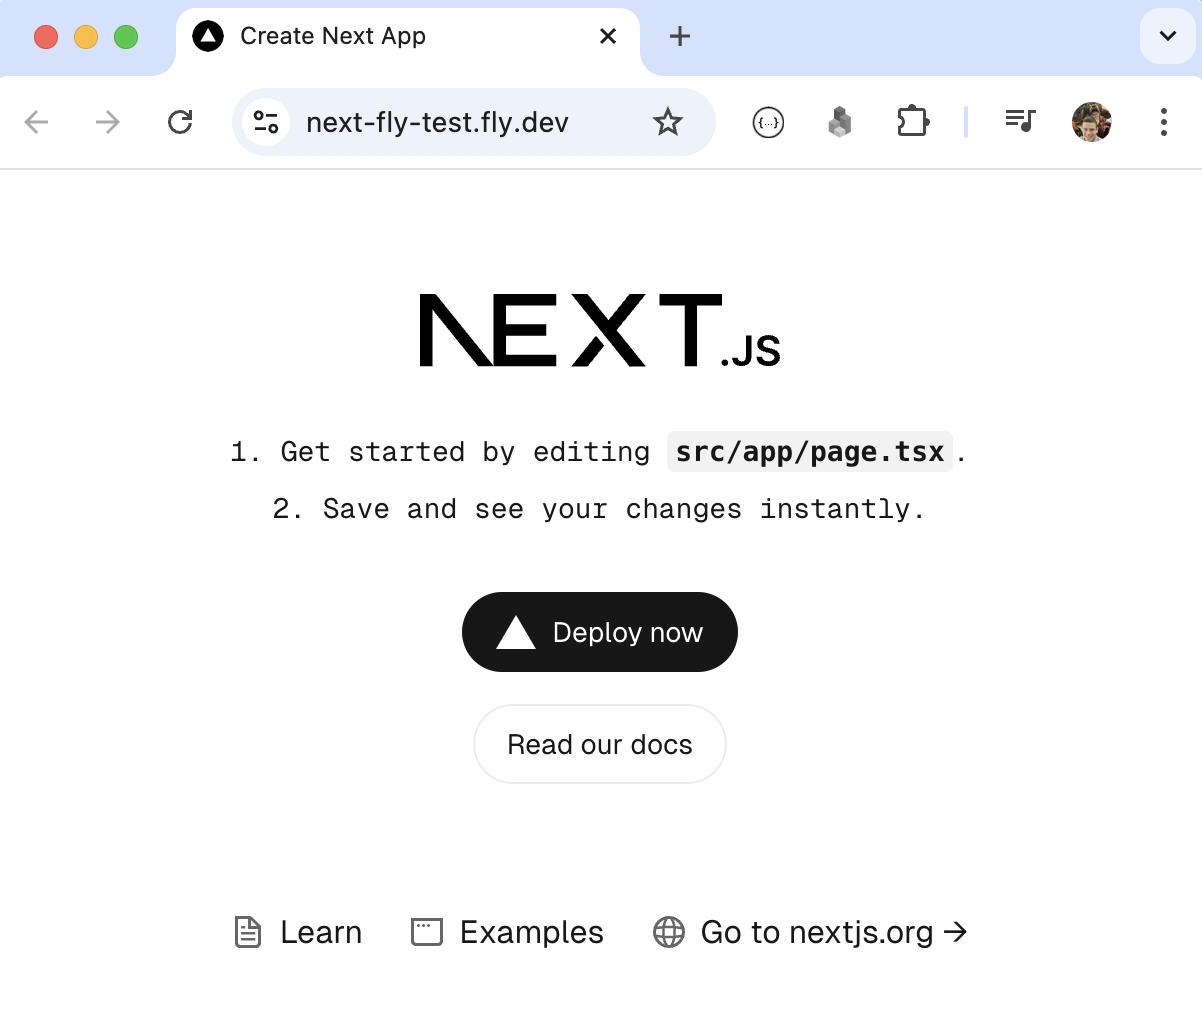 Create Next App
next-fly-test.fly.dev
NEXT.JS
1. Get started by editing src/app/page.tsx.
2. Save and see your changes instantly.
Deploy now
Read our docs
Learn
Examples
Go to nextjs.org →